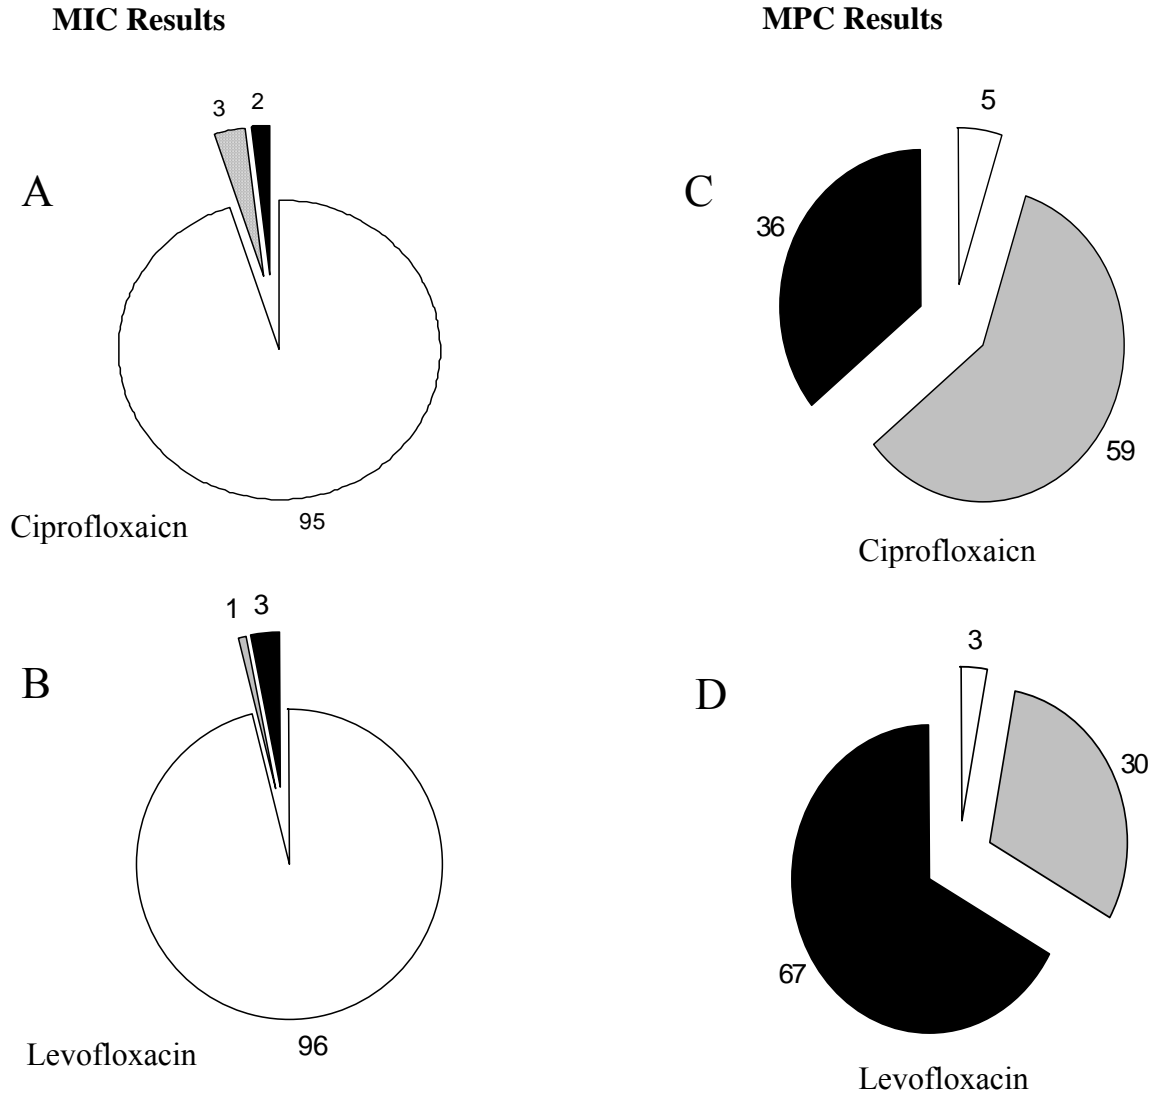 MIC Results
3
2
A
95
Ciprofloxaicn
1
3
B
96
Levofloxacin
MPC Results
5
C
36
59
Ciprofloxaicn
3
D
30
67
Levofloxacin